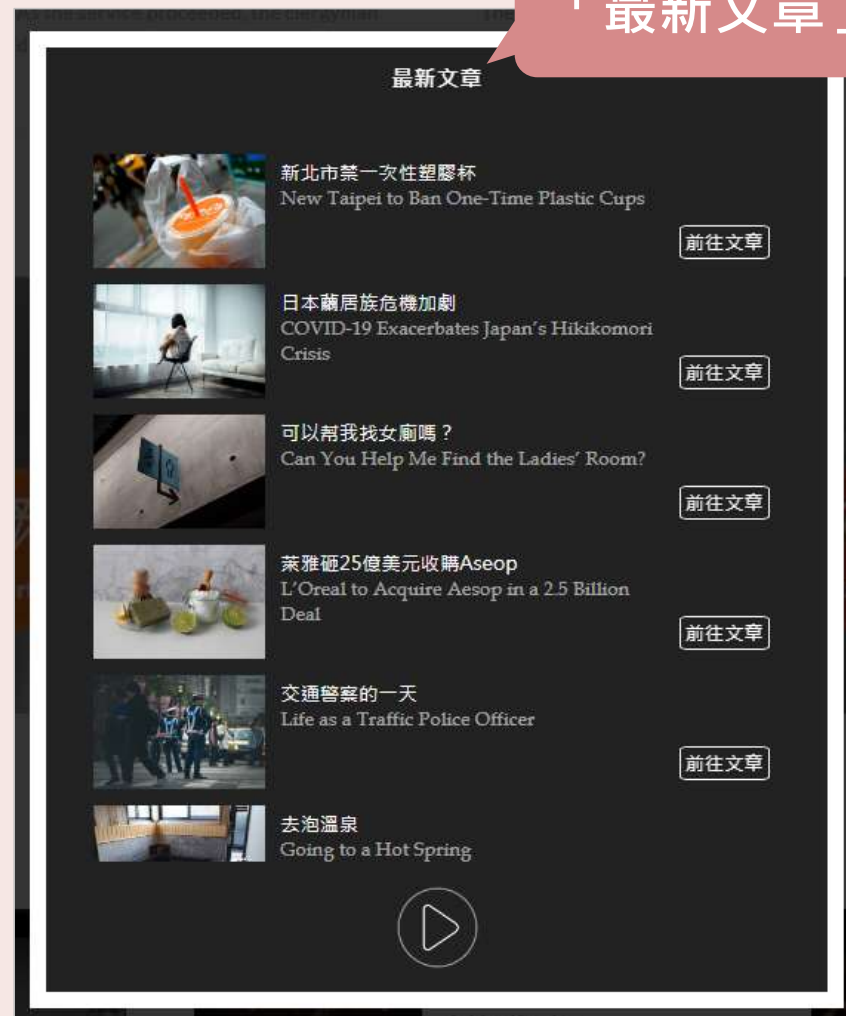 As the service proceeded, the clergyman
「最新文章」
最新文章
新北市禁一次性塑膠杯
New Taipei to Ban One-Time Plastic Cups
前往文章
日本繭居族危機加劇
COVID-19 Exacerbates Japan's Hikikomori
Crisis
前往文章
可以幫我找女廁嗎？
Can You Help Me Find the Ladies' Room?
前往文章
萊雅砸25億美元收購Aseop
L'Oreal to Acquire Aesop in a 2.5 Billion
Deal
前往文章
交通警察的一天
Life as a Traffic Police Officer
前往文章
去泡溫泉
Going to a Hot Spring